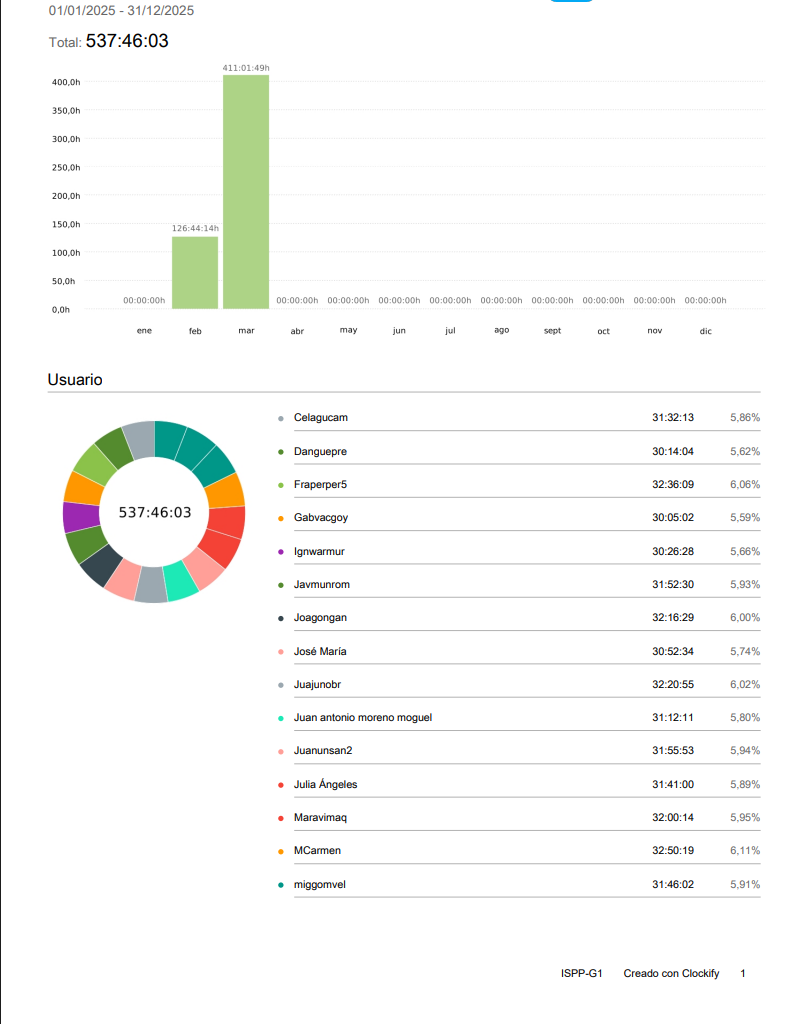 01/01/2025 - 31/12/2025
Total: 537:46:03
411:01:49h
400,0h
350,0h
300,0h
250,0h
200,0h
150,0h
126:44:14h
100,0h
50,0h
00:00:00h 00:00:00h 00:00:00h 00:00:00h 00:00:00h 00:00:00h 00:00:00h 00:00:00h 00:00:00h 00:00:00h
0,0h
ene feb mar abr may jun jul ago sept oct nov dic
Usuario
537:46:03
Celagucam 31:32:13 5,86%
Danguepre 30:14:04 5,62%
Fraperper5 32:36:09 6,06%
Gabvacgoy 30:05:02 5,59%
Ignwarmur 30:26:28 5,66%
Javmunrom 31:52:30 5,93%
Joagongan 32:16:29 6,00%
José María 30:52:34 5,74%
Juajunobr 32:20:55 6,02%
Juan antonio moreno moguel 31:12:11 5,80%
Juanunsan2 31:55:53 5,94%
Julia Ángeles 31:41:00 5,89%
Maravimaq 32:00:14 5,95%
MCarmen 32:50:19 6,11%
miggomvel 31:46:02 5,91%
ISPP-G1 Creado con Clockify 1